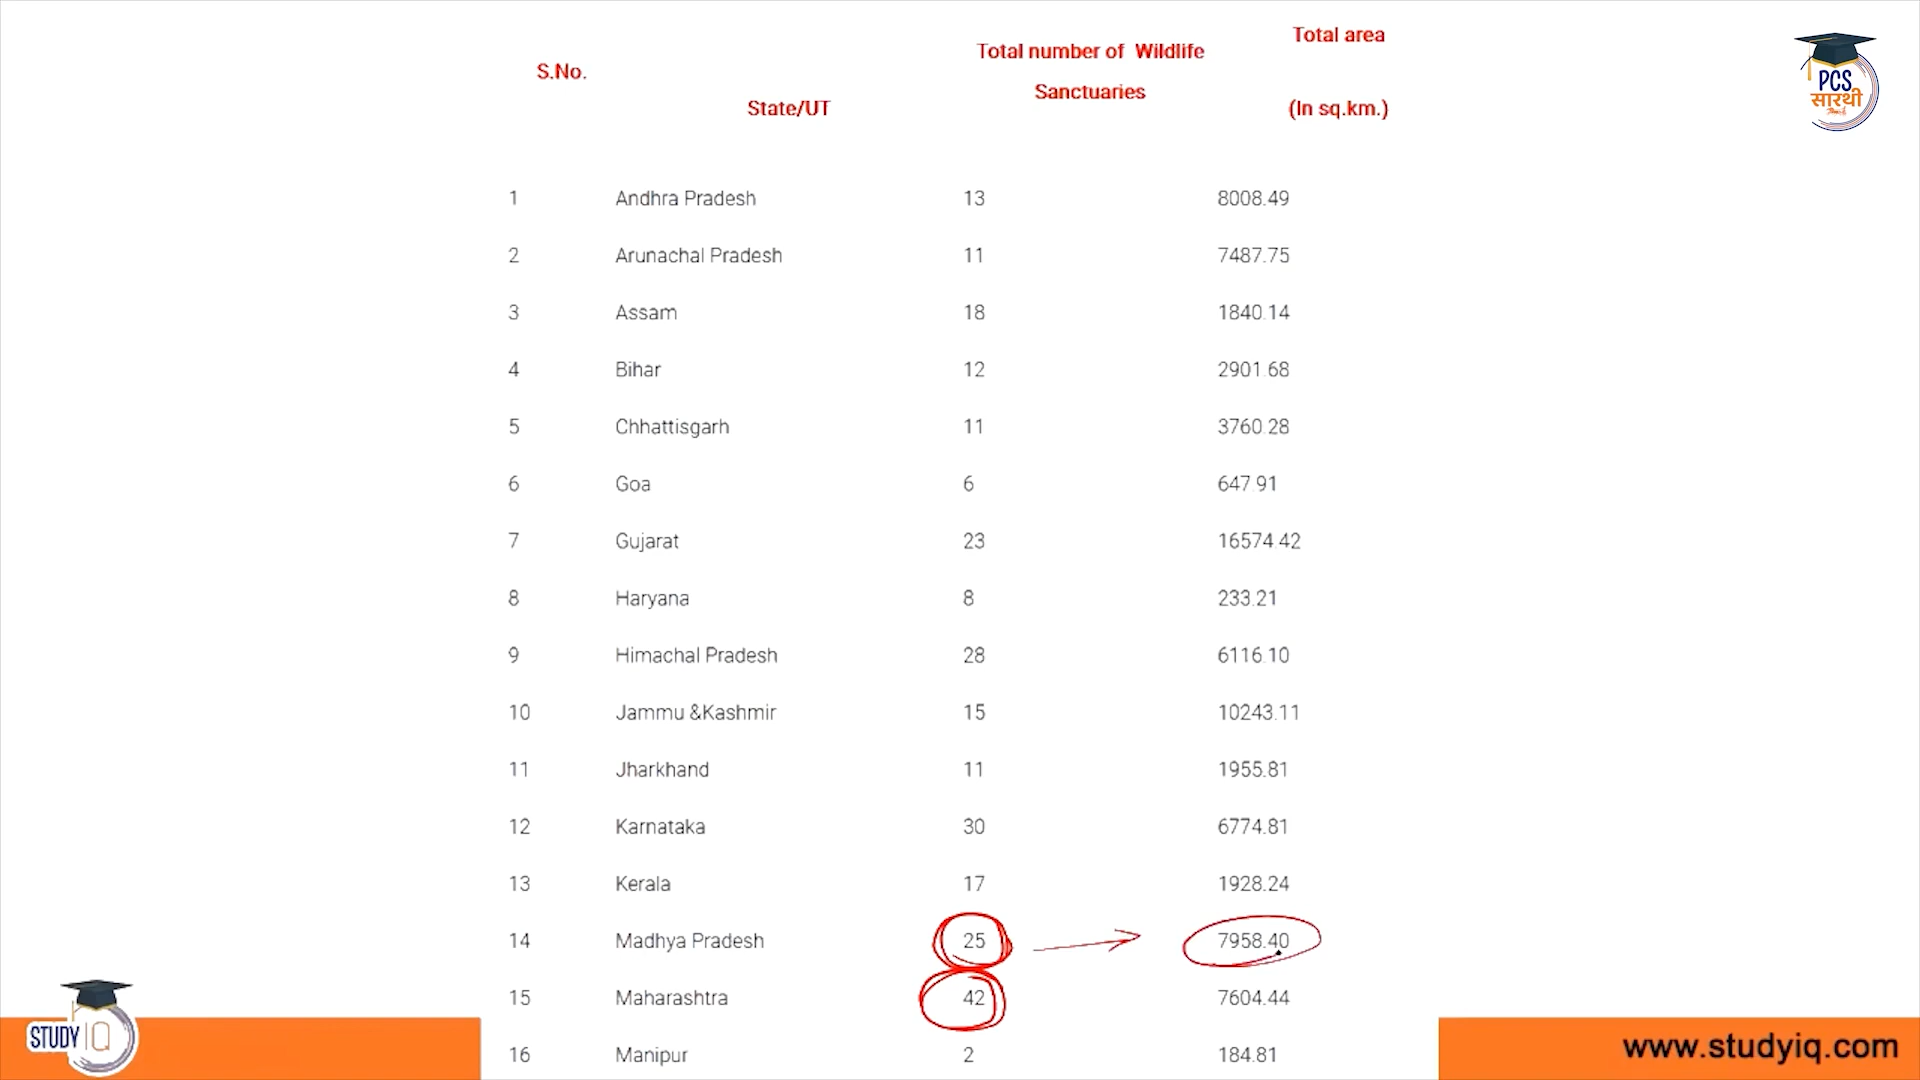 S.No. State/UT Total number of Wildlife Sanctuaries Total area (In sq.km.)
PCS
सारथी
1 Andhra Pradesh 13 8008.49
2 Arunachal Pradesh 11 7487.75
3 Assam 18 1840.14
4 Bihar 12 2901.68
5 Chhattisgarh 11 3760.28
6 Goa 6 647.91
7 Gujarat 23 16574.42
8 Haryana 8 233.21
9 Himachal Pradesh 28 6116.10
10 Jammu &Kashmir 15 10243.11
11 Jharkhand 11 1955.81
12 Karnataka 30 6774.81
13 Kerala 17 1928.24
14 Madhya Pradesh 25 7958.40
15 Maharashtra 42 7604.44
16 Manipur 2 184.81
STUDY IQ
www.studyiq.com